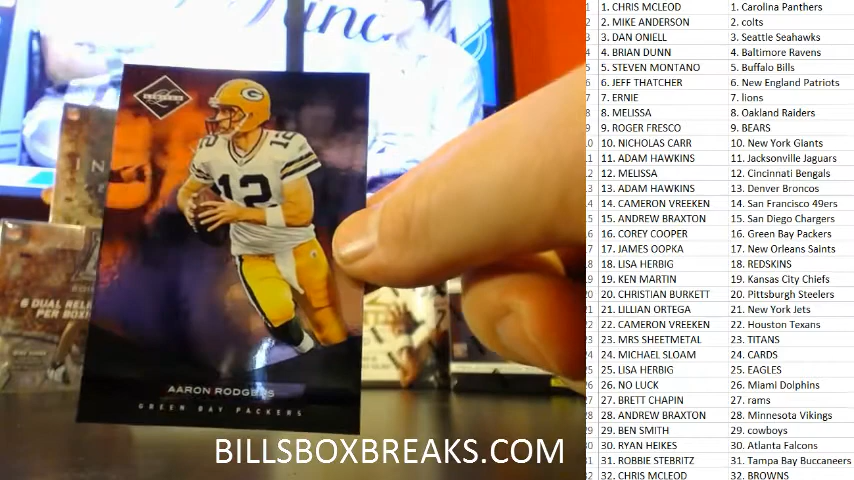 LIMITED
G
12
12
6 DUAL RELI
PER BOX
AARON RODGERS
GREEN BAY PACKERS
BILLSBOXBREAKS.COM
1. CHRIS MCLEOD 1. Carolina Panthers
2. MIKE ANDERSON 2. colts
3. DAN ONIELL 3. Seattle Seahawks
4. BRIAN DUNN 4. Baltimore Ravens
5. STEVEN MONTANO 5. Buffalo Bills
6. JEFF THATCHER 6. New England Patriots
7. ERNIE 7. lions
8. MELISSA 8. Oakland Raiders
9. ROGER FRESCO 9. BEARS
10. NICHOLAS CARR 10. New York Giants
11. ADAM HAWKINS 11. Jacksonville Jaguars
12. MELISSA 12. Cincinnati Bengals
13. ADAM HAWKINS 13. Denver Broncos
14. CAMERON VREEKEN 14. San Francisco 49ers
15. ANDREW BRAXTON 15. San Diego Chargers
16. COREY COOPER 16. Green Bay Packers
17. JAMES OOPKA 17. New Orleans Saints
18. LISA HERBIG 18. REDSKINS
19. KEN MARTIN 19. Kansas City Chiefs
20. CHRISTIAN BURKETT 20. Pittsburgh Steelers
21. LILLIAN ORTEGA 21. New York Jets
22. CAMERON VREEKEN 22. Houston Texans
23. MRS SHEETMETAL 23. TITANS
24. MICHAEL SLOAM 24. CARDS
25. LISA HERBIG 25. EAGLES
26. NO LUCK 26. Miami Dolphins
27. BRETT CHAPIN 27. rams
28. ANDREW BRAXTON 28. Minnesota Vikings
29. BEN SMITH 29. cowboys
30. RYAN HEIKES 30. Atlanta Falcons
31. ROBBIE STEBRITZ 31. Tampa Bay Buccaneers
32. CHRIS MCLEOD 32. BROWNS